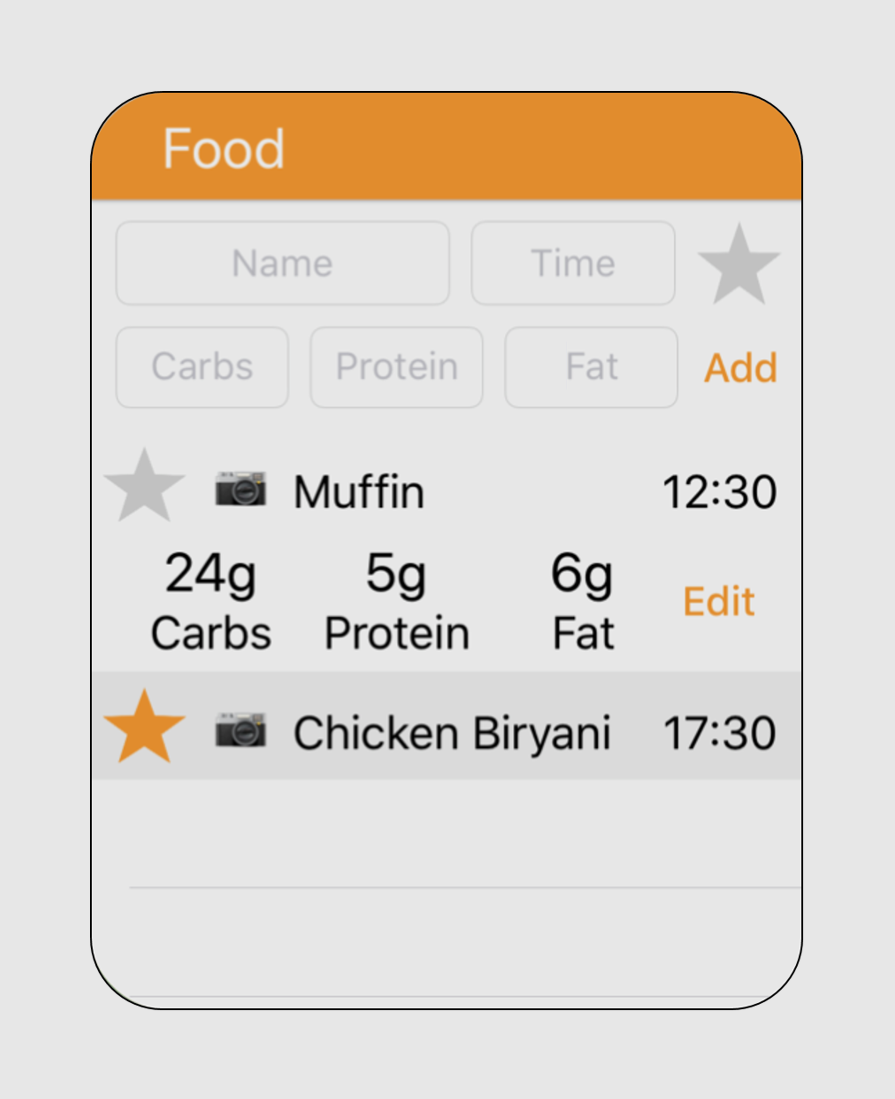 Food
Name Time
Carbs Protein Fat Add
Muffin 12:30
24g 5g 6g
Carbs Protein Fat Edit
Chicken Biryani 17:30